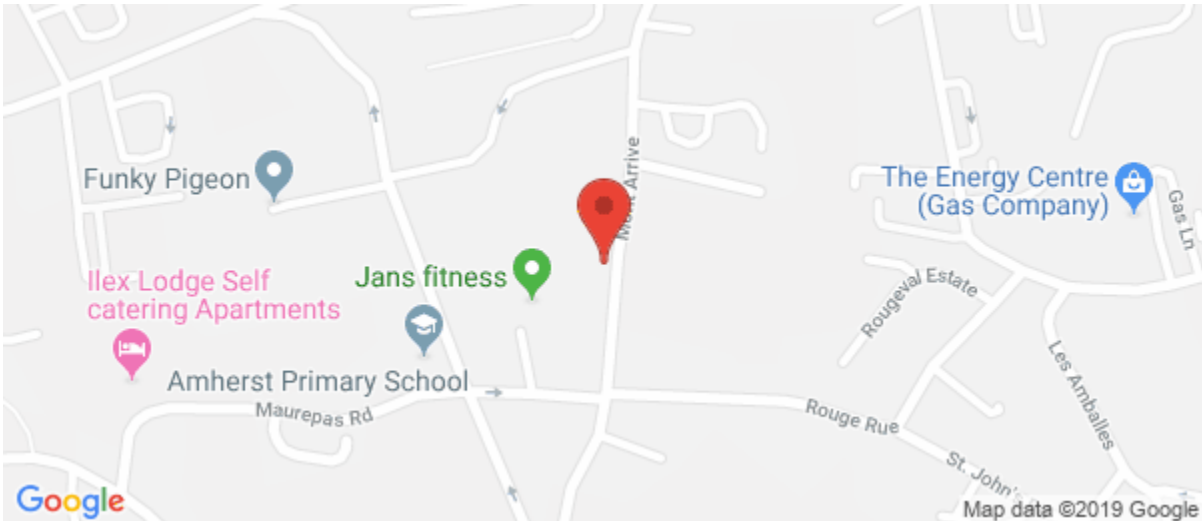 Mont Arrive
Funky Pigeon
The Energy Centre
(Gas Company)
Gas Ln
Jans fitness
Ilex Lodge Self
catering Apartments
Rougeval Estate
Amherst Primary School
Les Amballes
Maurepas Rd
Rouge Rue
St. John's
Google
Map data ©2019 Google